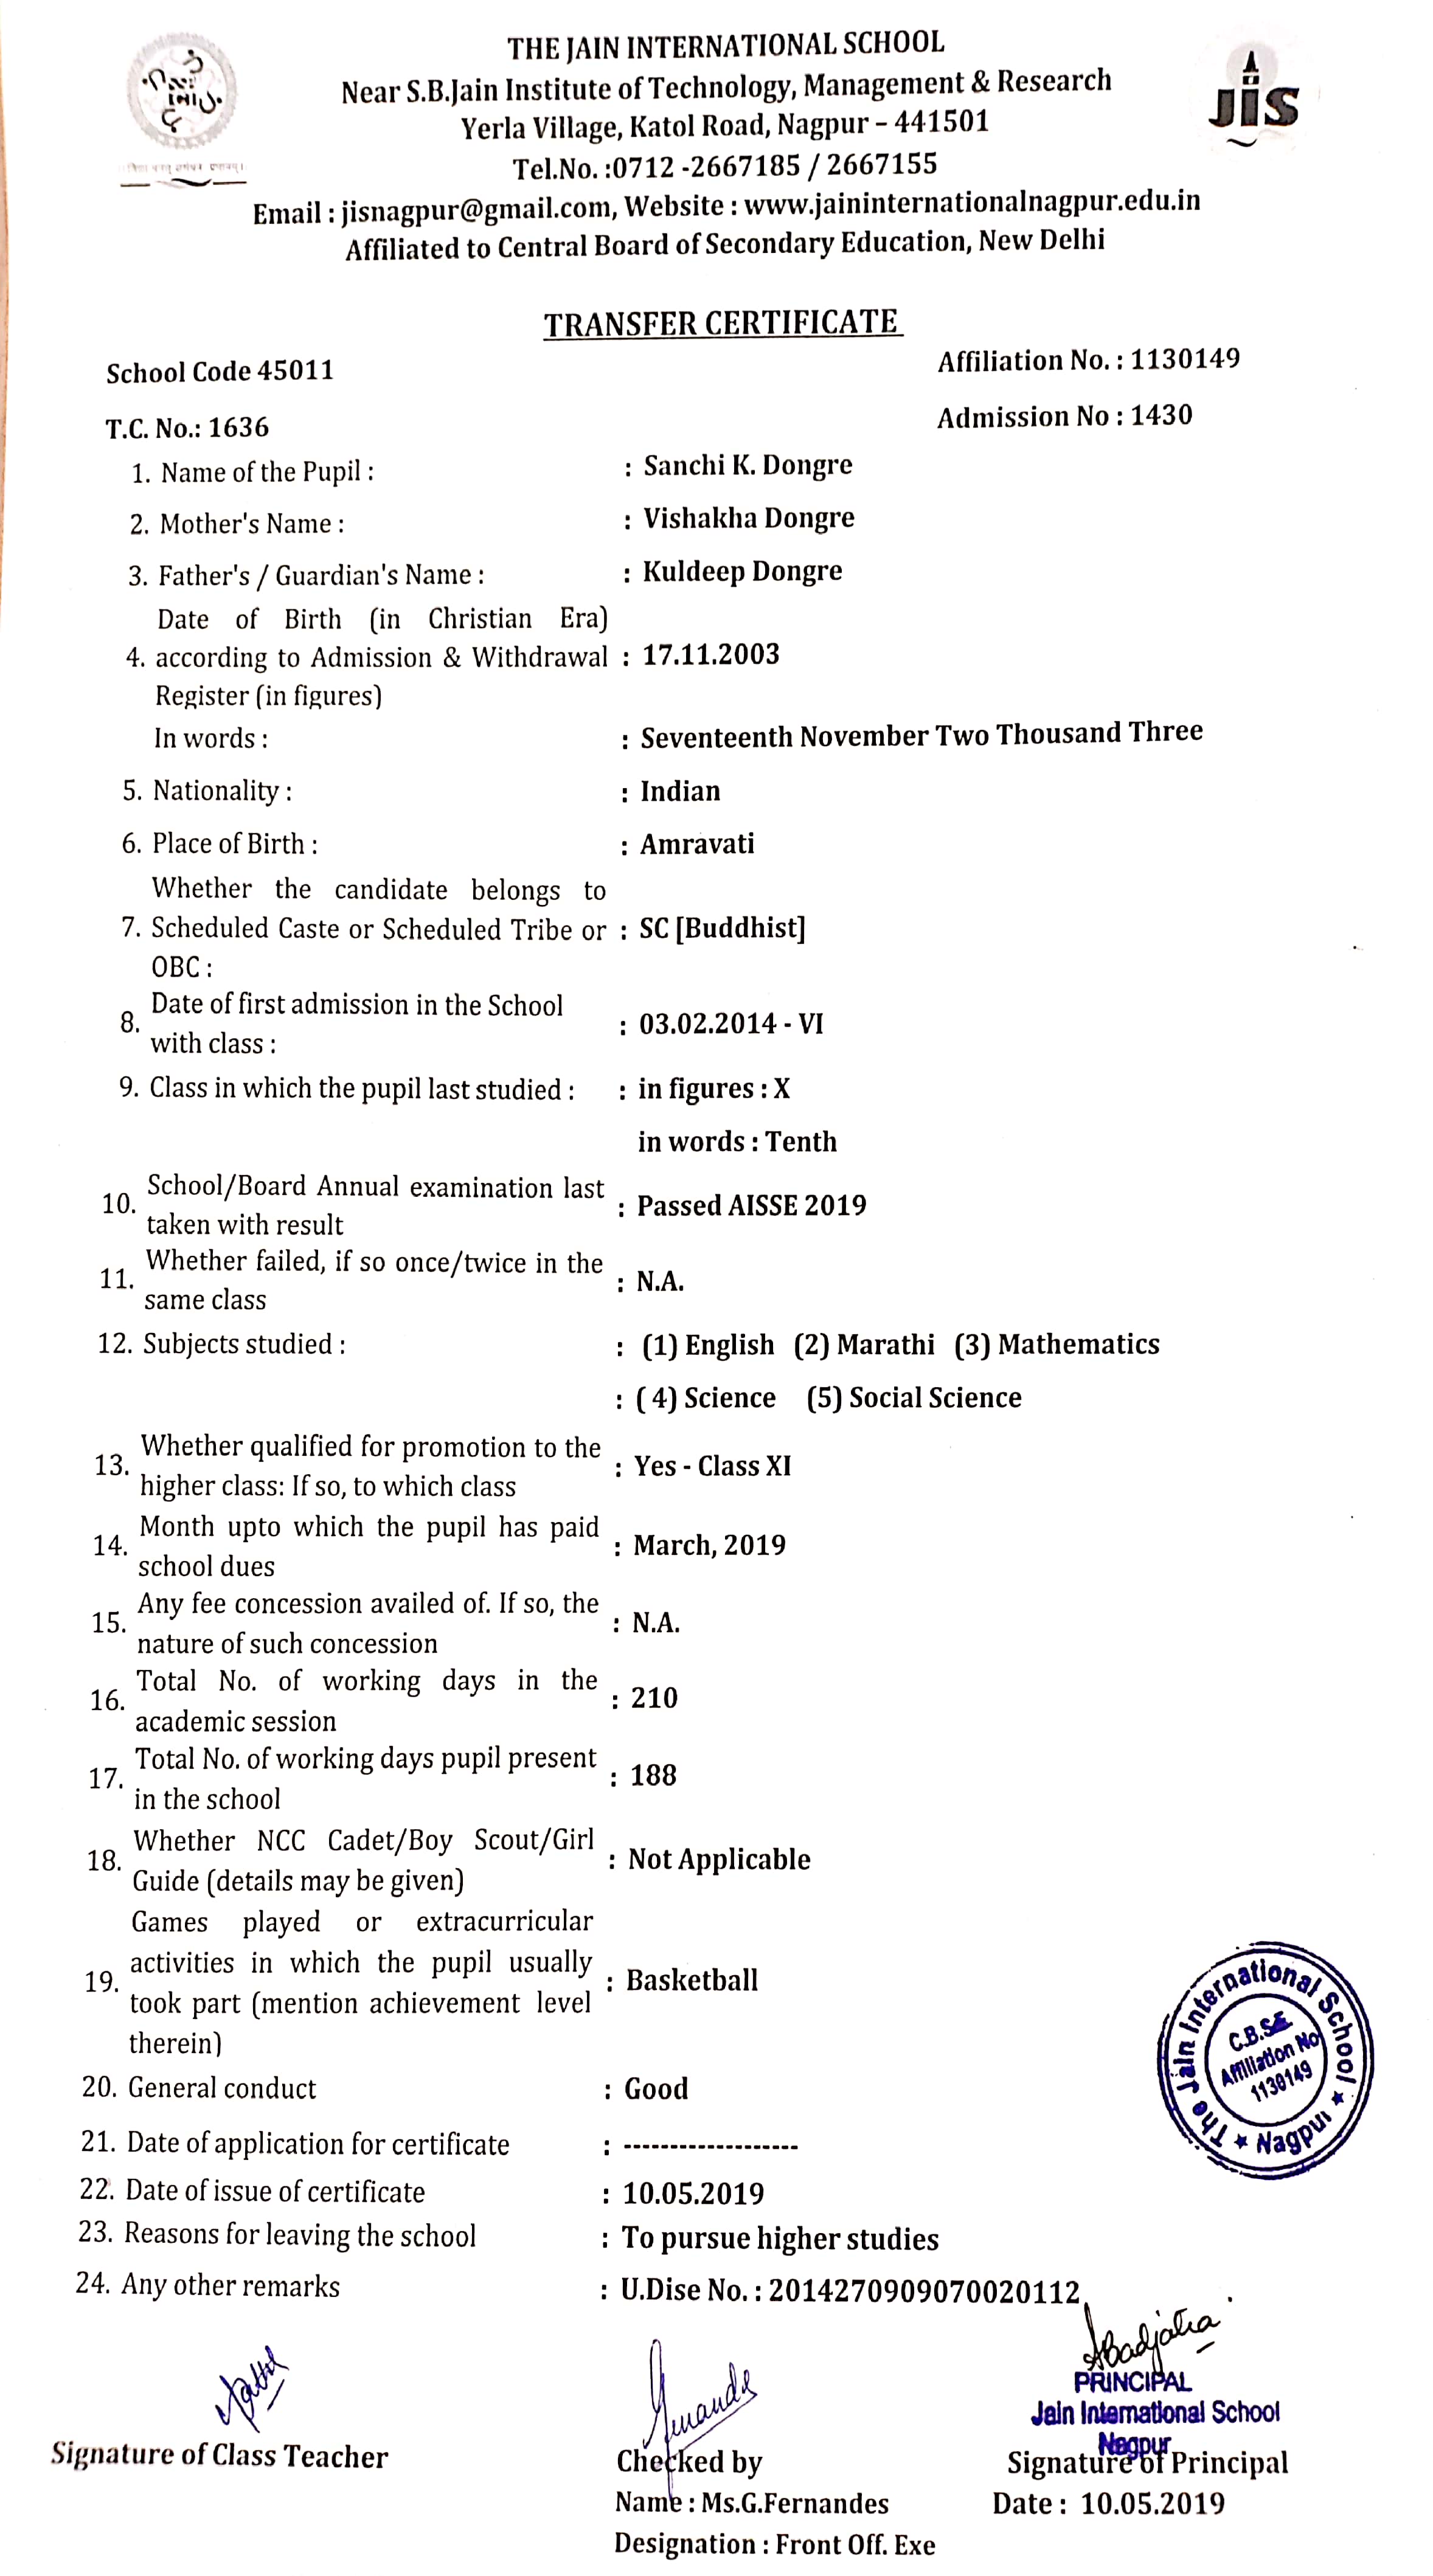 THE JAIN INTERNATIONAL SCHOOL
Near S.B.Jain Institute of Technology, Management & Research
Yerla Village, Katol Road, Nagpur – 441501
Tel.No. :0712 -2667185 / 2667155
Email : jisnagpur@gmail.com, Website : www.jaininternationalnagpur.edu.in
Affiliated to Central Board of Secondary Education, New Delhi
JIS
TRANSFER CERTIFICATE
School Code 45011 Affiliation No. : 1130149
T.C. No.: 1636 Admission No : 1430
1. Name of the Pupil : : Sanchi K. Dongre
2. Mother's Name : : Vishakha Dongre
3. Father's / Guardian's Name : : Kuldeep Dongre
Date of Birth (in Christian Era)
4. according to Admission & Withdrawal : 17.11.2003
Register (in figures)
In words : : Seventeenth November Two Thousand Three
5. Nationality : : Indian
6. Place of Birth : : Amravati
Whether the candidate belongs to
7. Scheduled Caste or Scheduled Tribe or : SC [Buddhist]
OBC :
8. Date of first admission in the School
with class : : 03.02.2014 - VI
9. Class in which the pupil last studied : : in figures : X
in words : Tenth
10. School/Board Annual examination last
taken with result : Passed AISSE 2019
11. Whether failed, if so once/twice in the
same class : N.A.
12. Subjects studied : : (1) English (2) Marathi (3) Mathematics
: ( 4) Science (5) Social Science
13. Whether qualified for promotion to the
higher class: If so, to which class : Yes - Class XI
14. Month upto which the pupil has paid
school dues : March, 2019
15. Any fee concession availed of. If so, the
nature of such concession : N.A.
16. Total No. of working days in the
academic session : 210
17. Total No. of working days pupil present
in the school : 188
18. Whether NCC Cadet/Boy Scout/Girl
Guide (details may be given) : Not Applicable
Games played or extracurricular
19. activities in which the pupil usually : Basketball
took part (mention achievement level
therein)
The Jain International School ★ Nagpur ★
C.B.S.E
Affiliation No
1130149
20. General conduct : Good
21. Date of application for certificate : -------------------
22. Date of issue of certificate : 10.05.2019
23. Reasons for leaving the school : To pursue higher studies
24. Any other remarks : U.Dise No. : 2014270909070020112
PRINCIPAL
Jain International School
Nagpur
Signature of Class Teacher Checked by Signature of Principal
Name : Ms.G.Fernandes Date : 10.05.2019
Designation : Front Off. Exe